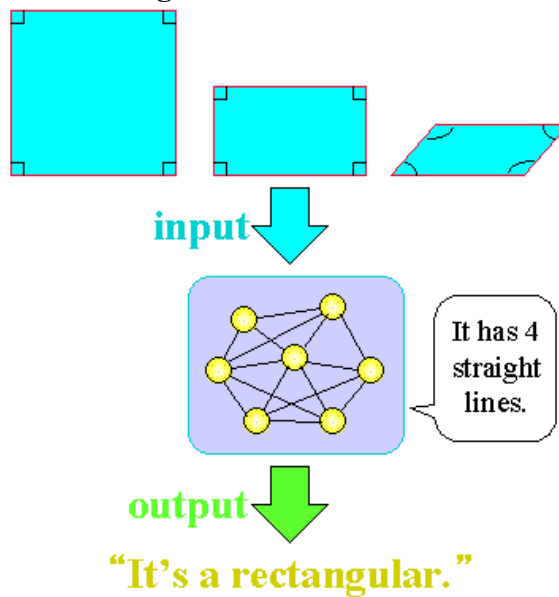 input
It has 4
straight
lines.
output
“It’s a rectangular.”